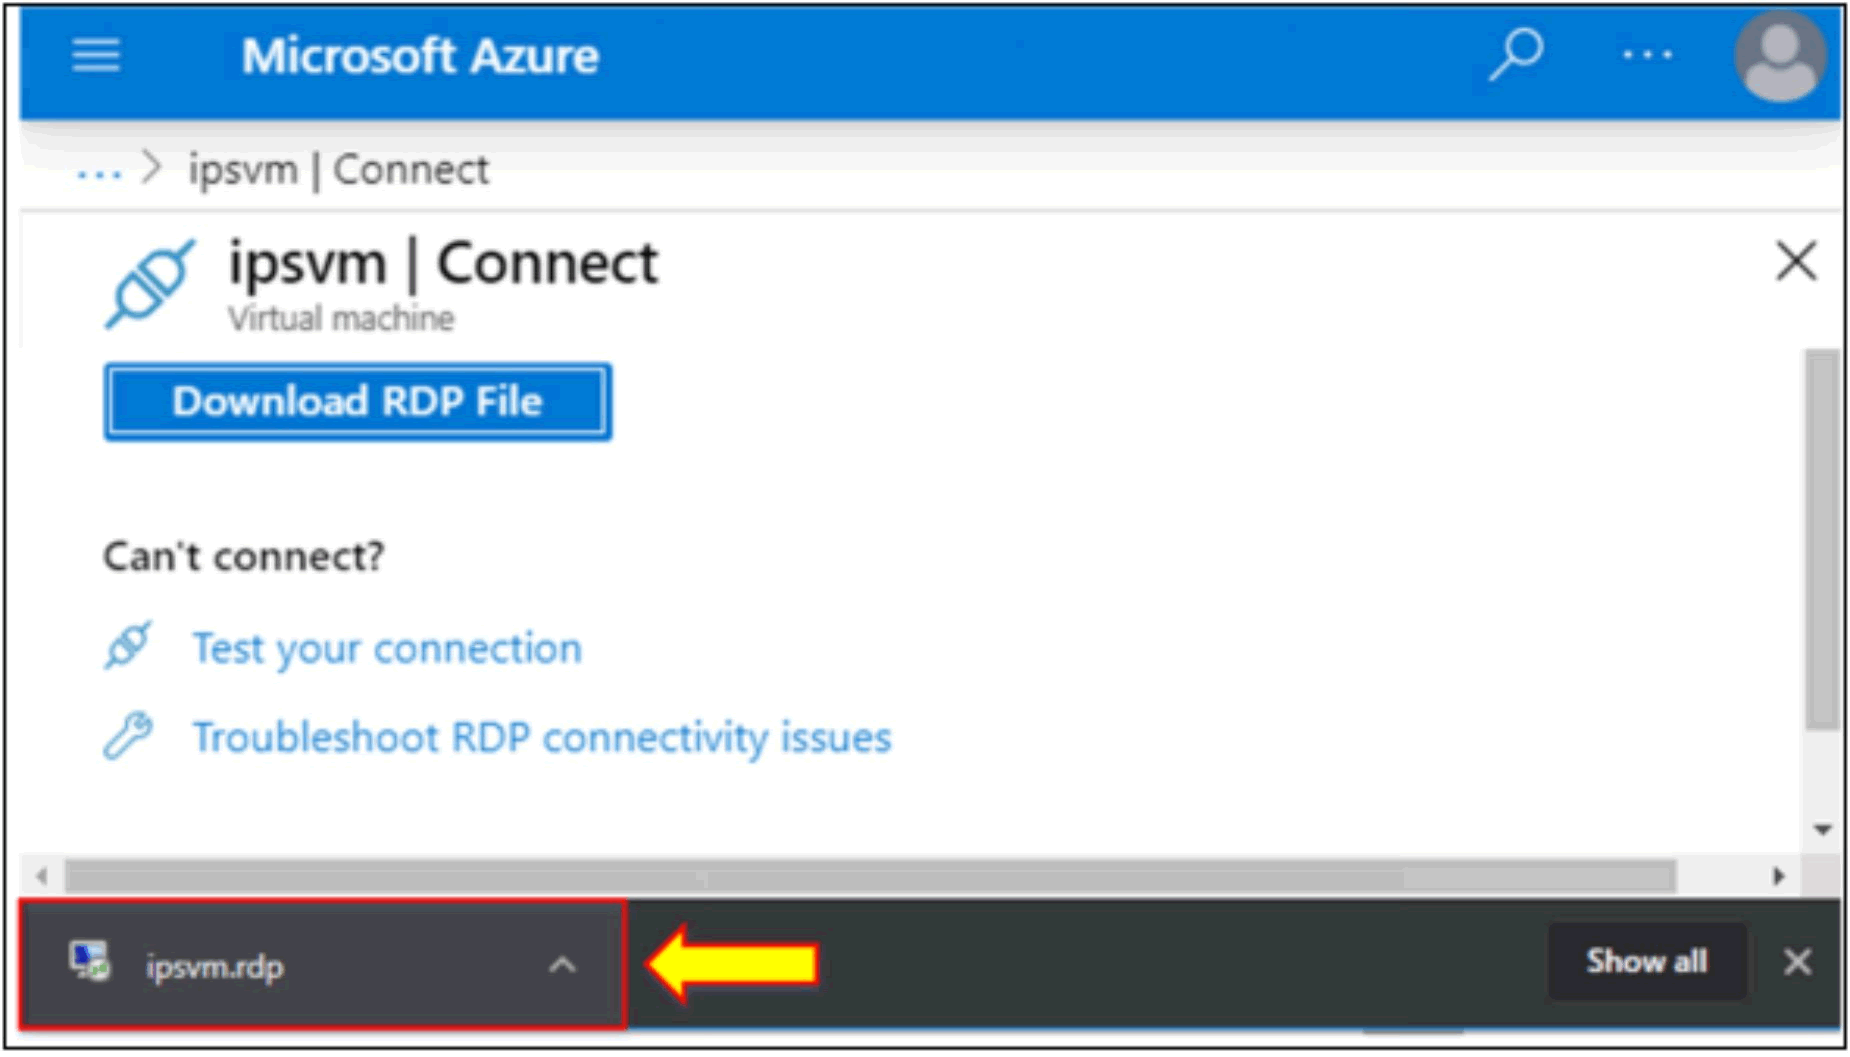 Microsoft Azure
... > ipsvm | Connect
ipsvm | Connect
Virtual machine
Download RDP File
Can't connect?
Test your connection
Troubleshoot RDP connectivity issues
ipsvm.rdp
Show all